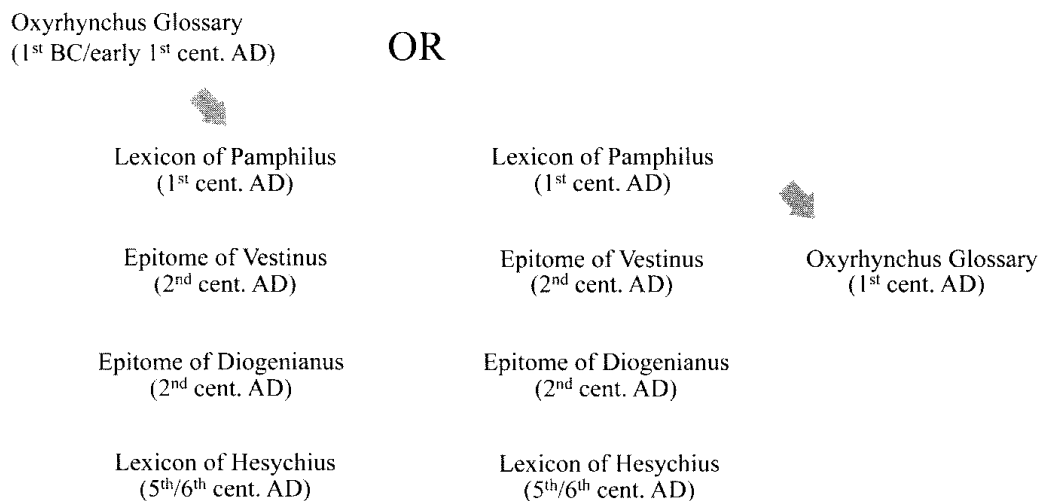 Oxyrhynchus Glossary
(1st BC/early 1st cent. AD)
OR
Lexicon of Pamphilus
(1st cent. AD)
Lexicon of Pamphilus
(1st cent. AD)
Epitome of Vestinus
(2nd cent. AD)
Epitome of Vestinus
(2nd cent. AD)
Oxyrhynchus Glossary
(1st cent. AD)
Epitome of Diogenianus
(2nd cent. AD)
Epitome of Diogenianus
(2nd cent. AD)
Lexicon of Hesychius
(5th/6th cent. AD)
Lexicon of Hesychius
(5th/6th cent. AD)